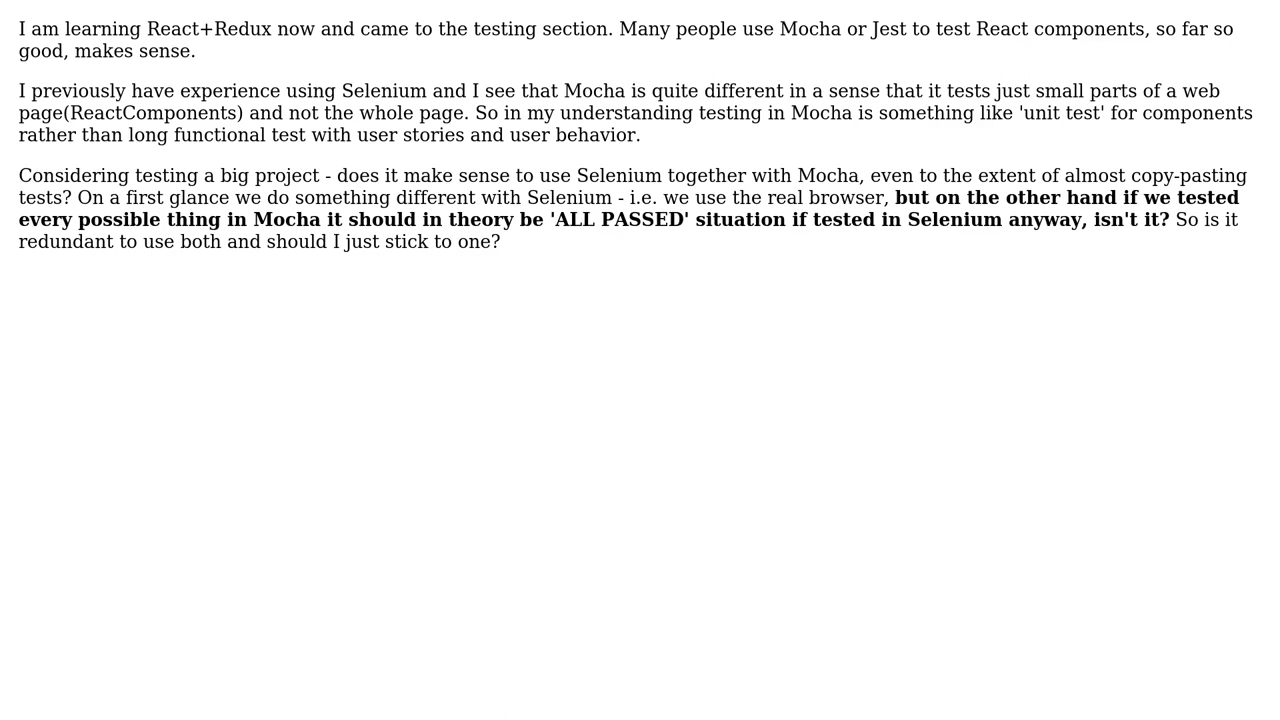 I am learning React+Redux now and came to the testing section. Many people use Mocha or Jest to test React components, so far so
good, makes sense.
I previously have experience using Selenium and I see that Mocha is quite different in a sense that it tests just small parts of a web
page(ReactComponents) and not the whole page. So in my understanding testing in Mocha is something like 'unit test' for components
rather than long functional test with user stories and user behavior.
Considering testing a big project - does it make sense to use Selenium together with Mocha, even to the extent of almost copy-pasting
tests? On a first glance we do something different with Selenium - i.e. we use the real browser, but on the other hand if we tested
every possible thing in Mocha it should in theory be 'ALL PASSED' situation if tested in Selenium anyway, isn't it? So is it
redundant to use both and should I just stick to one?